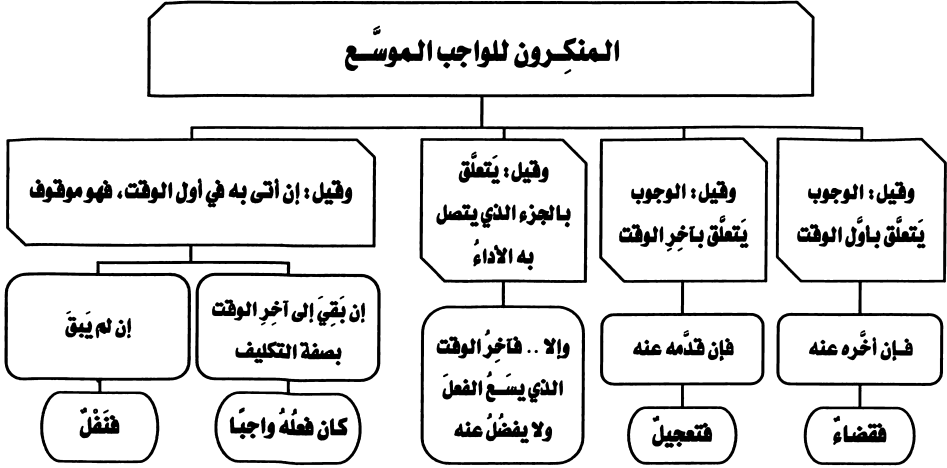 المنكِرون للواجب الموسَّع
وقيل: الوجوب
يَتعلَّق بأوَّل الوقت
فإن أخَّره عنه
فقضاءٌ
وقيل: الوجوب
يَتعلَّق بآخِرِ الوقت
فإن قدَّمه عنه
فتعجيلٌ
وقيل: يَتعلَّق
بالجزء الذي يتصل
به الأداءُ
وإلا .. فآخِرُ الوقت
الذي يسَعُ الفعلَ
ولا يفضُلُ عنه
وقيل: إن أتى به في أول الوقت، فهو موقوف
إن بَقِيَ إلى آخِرِ الوقت
بصفة التكليف
كان فعلُهُ واجبًا
إن لم يَبقَ
فنَفْلٌ